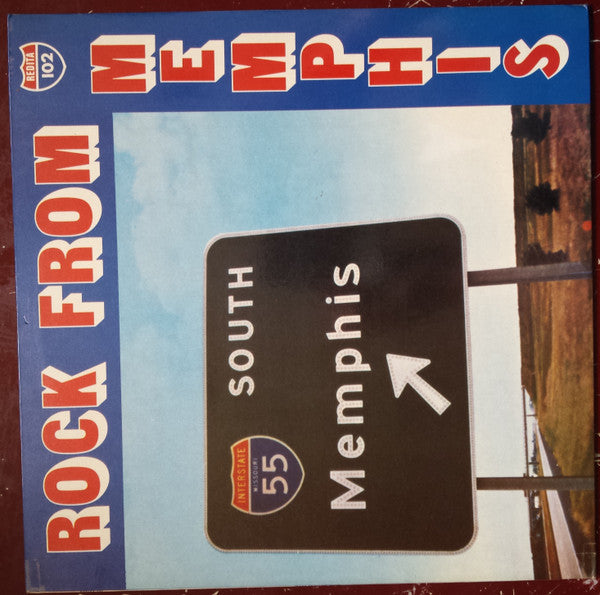 REDITA
102
ROCK FROM
MEMPHIS
INTERSTATE
MISSOURI
55
SOUTH
Memphis